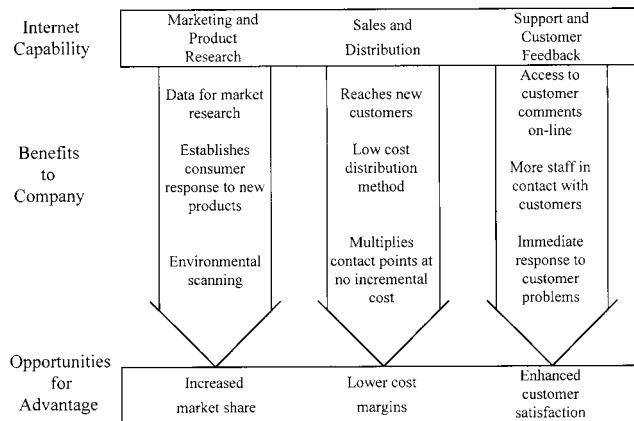 Internet
Capability
Marketing and
Product
Research
Sales and
Distribution
Support and
Customer
Feedback
Benefits
to
Company
Data for market
research
Establishes
consumer
response to new
products
Environmental
scanning
Reaches new
customers
Low cost
distribution
method
Multiplies
contact points at
no incremental
cost
Access to
customer
comments
on-line
More staff in
contact with
customers
Immediate
response to
customer
problems
Opportunities
for
Advantage
Increased
market share
Lower cost
margins
Enhanced
customer
satisfaction